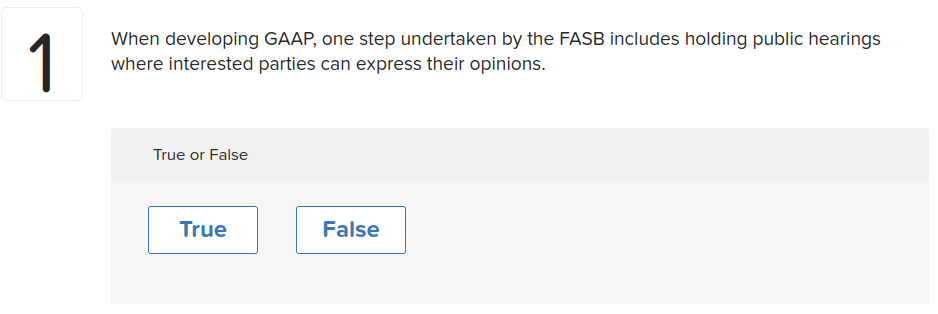 1
When developing GAAP, one step undertaken by the FASB includes holding public hearings
where interested parties can express their opinions.
True or False
True
False